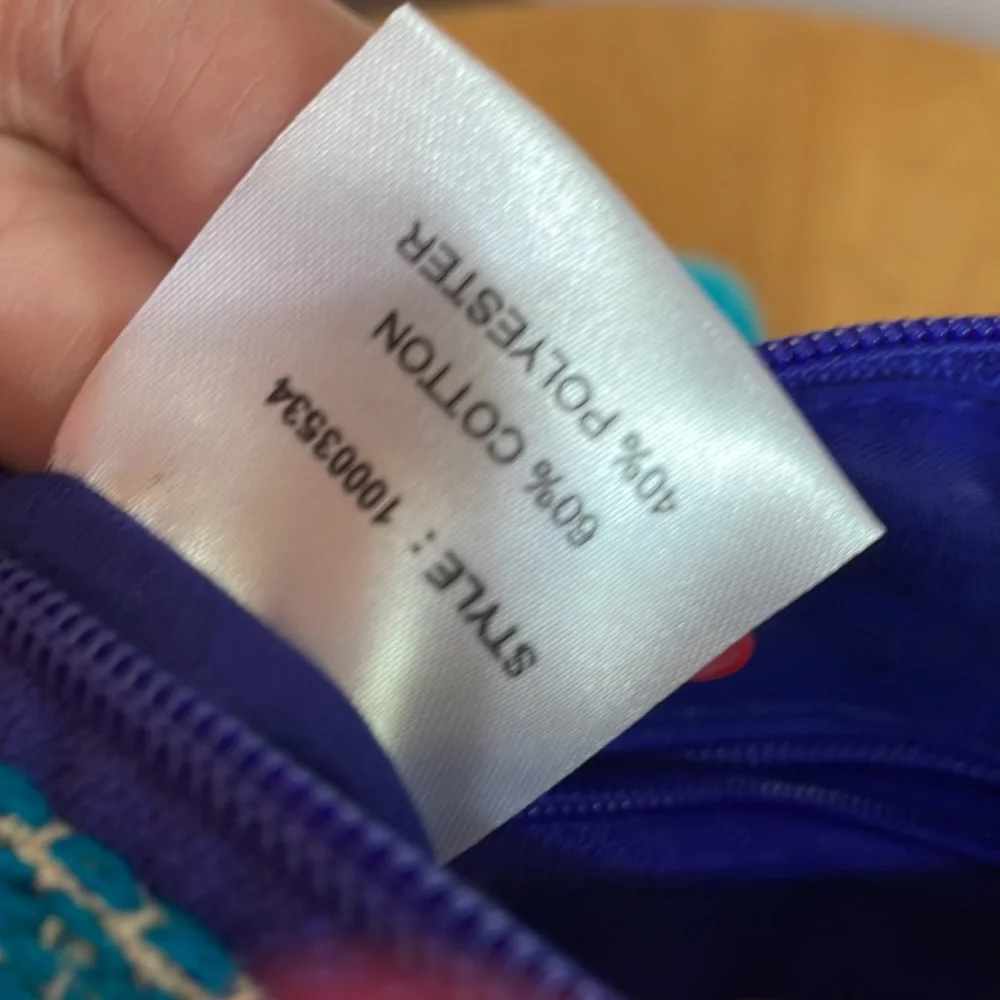 STYLE : 10003534
60% COTTON
40% POLYESTER